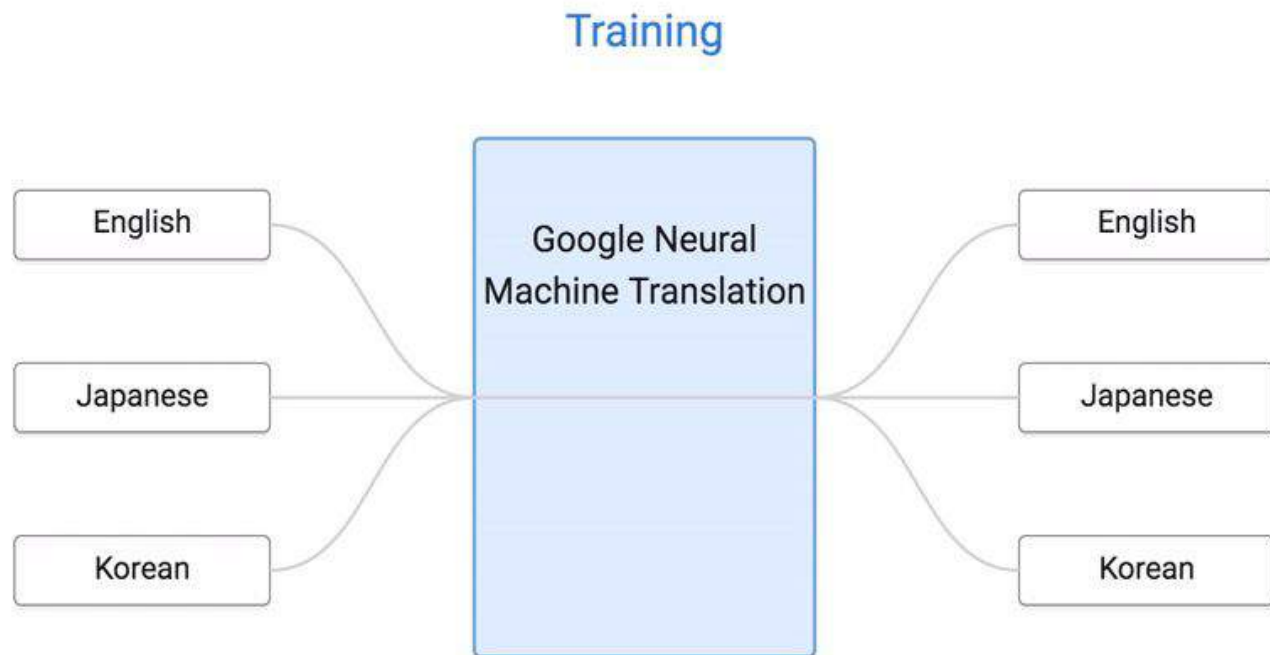 Training
English
Japanese
Korean
Google Neural
Machine Translation
English
Japanese
Korean